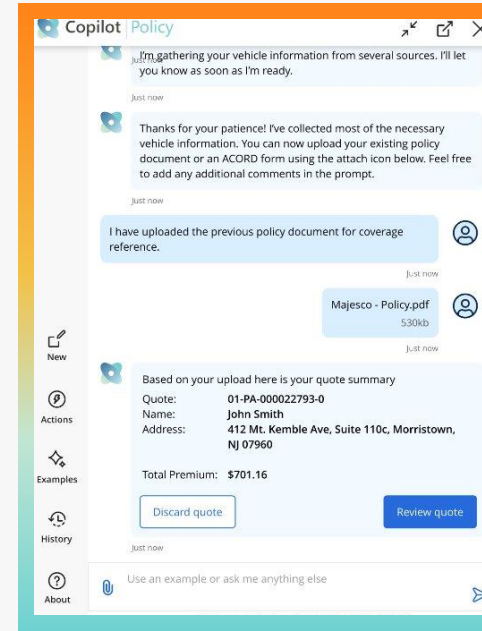 Copilot Policy
I'm gathering your vehicle information from several sources. I'll let
you know as soon as I'm ready.
Just now
Just now
Thanks for your patience! I've collected most of the necessary
vehicle information. You can now upload your existing policy
document or an ACORD form using the attach icon below. Feel free
to add any additional comments in the prompt.
Just now
I have uploaded the previous policy document for coverage
reference.
Just now
Majesco - Policy.pdf
530kb
Just now
New
Actions
Examples
History
About
Based on your upload here is your quote summary
Quote: 01-PA-000022793-0
Name: John Smith
Address: 412 Mt. Kemble Ave, Suite 110c, Morristown,
NJ 07960
Total Premium: $701.16
Discard quote
Review quote
Just now
Use an example or ask me anything else